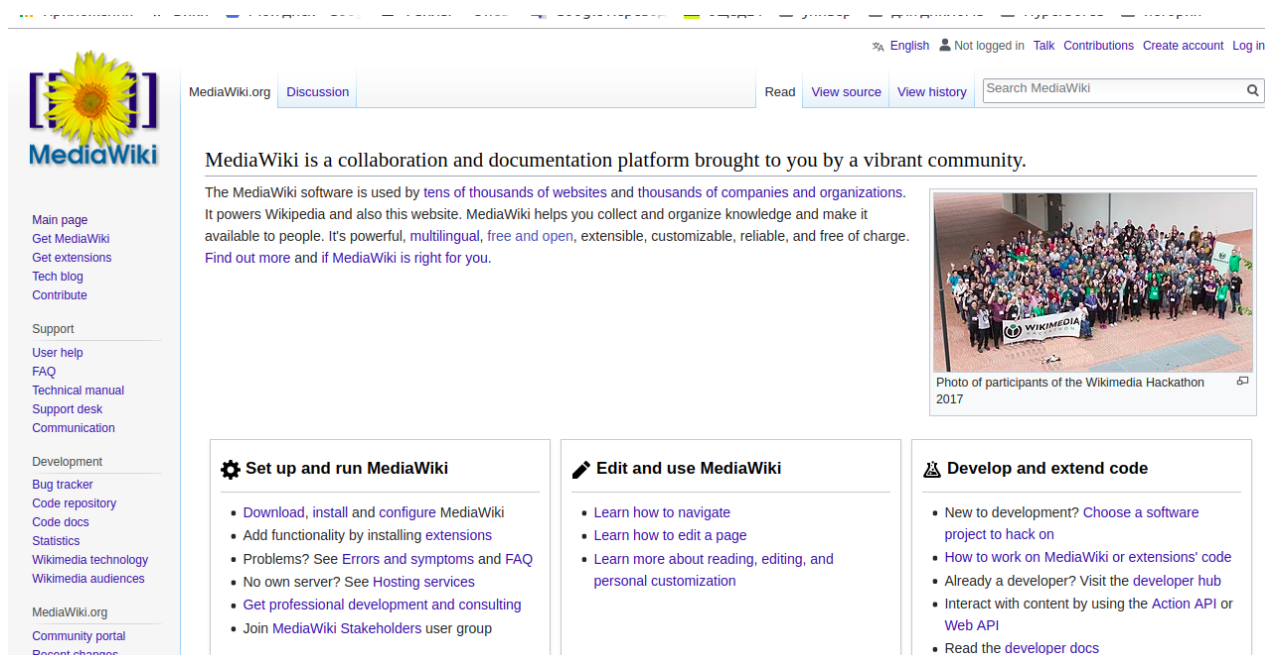 English Not logged in Talk Contributions Create account Log in
MediaWiki
MediaWiki.org Discussion Read View source View history Search MediaWiki
Main page
Get MediaWiki
Get extensions
Tech blog
Contribute
Support
User help
FAQ
Technical manual
Support desk
Communication
Development
Bug tracker
Code repository
Code docs
Statistics
Wikimedia technology
Wikimedia audiences
MediaWiki.org
Community portal
Recent changes
MediaWiki is a collaboration and documentation platform brought to you by a vibrant community.
The MediaWiki software is used by tens of thousands of websites and thousands of companies and organizations.
It powers Wikipedia and also this website. MediaWiki helps you collect and organize knowledge and make it
available to people. It's powerful, multilingual, free and open, extensible, customizable, reliable, and free of charge.
Find out more and if MediaWiki is right for you.
WIKIMEDIA
HACKATHON
Photo of participants of the Wikimedia Hackathon
2017
Set up and run MediaWiki
Download, install and configure MediaWiki
Add functionality by installing extensions
Problems? See Errors and symptoms and FAQ
No own server? See Hosting services
Get professional development and consulting
Join MediaWiki Stakeholders user group
Edit and use MediaWiki
Learn how to navigate
Learn how to edit a page
Learn more about reading, editing, and
personal customization
Develop and extend code
New to development? Choose a software
project to hack on
How to work on MediaWiki or extensions' code
Already a developer? Visit the developer hub
Interact with content by using the Action API or
Web API
Read the developer docs